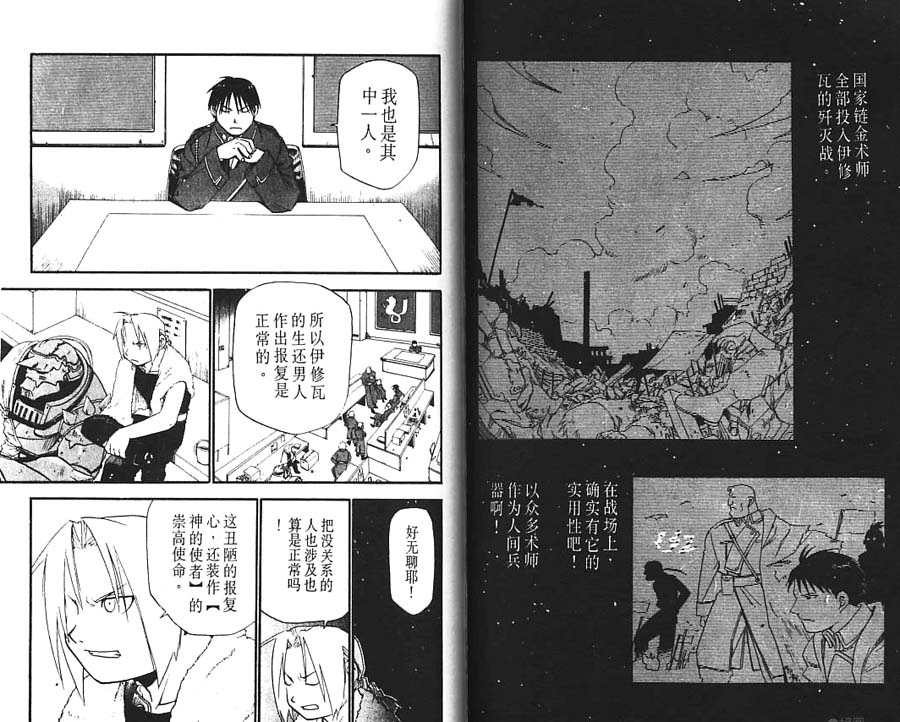 国家链金术师
全部投入伊修
瓦的歼灭战。
在战场上,
确实有它的
实用性吧!
以众多术师
作为人间兵
器啊!
我也是其
中一人。
所以伊修瓦
的生还男人
作出报复是
正常的。
好无聊耶!
把没关系的
人也涉及也
算是正常吗
!
这丑陋的报复
心,还装作【
神的使者】的
崇高使命。